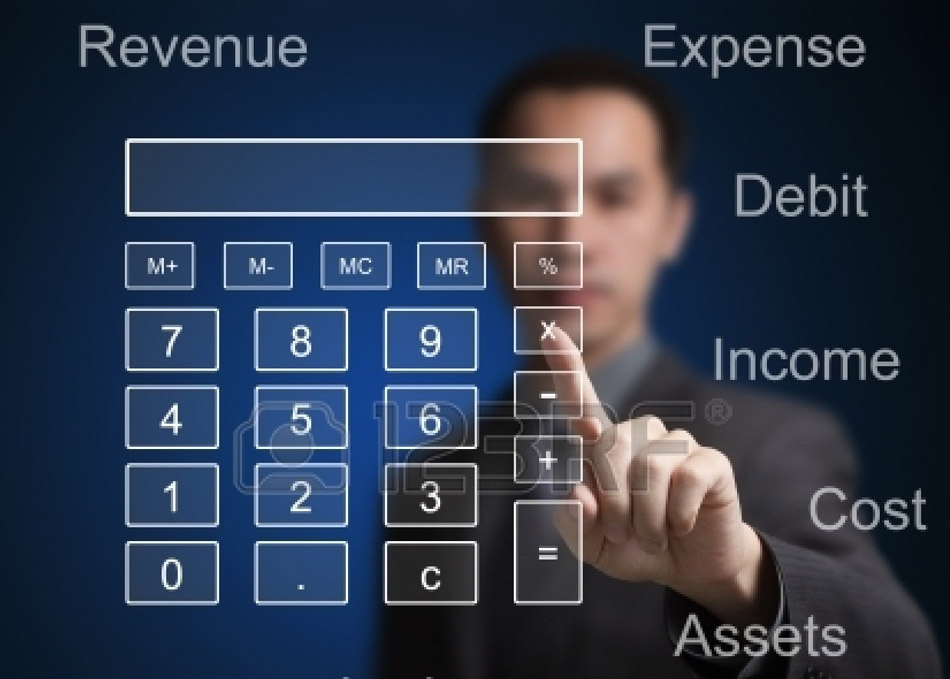 Revenue
Expense
Debit
M+ M- MC MR %
7 8 9 x
Income
4 5 6 -
123RF®
+
1 2 3
Cost
0 . c =
Assets